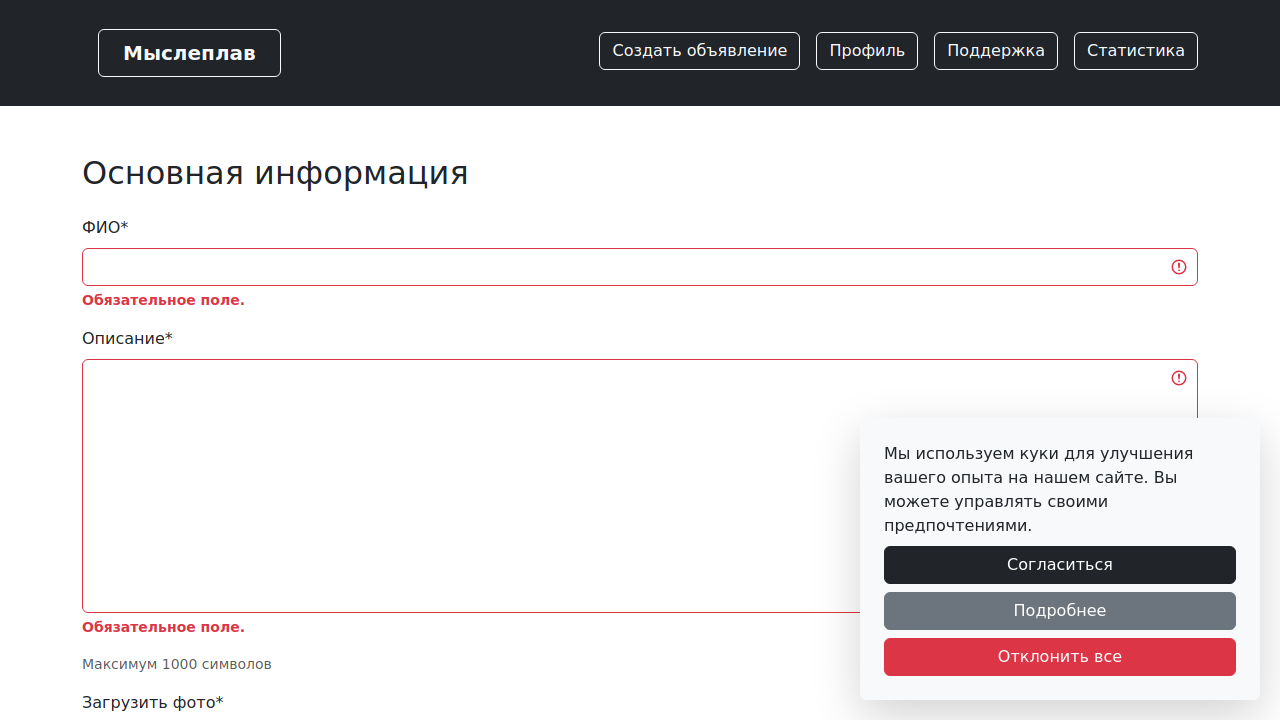 Мыслеплав
Создать объявление
Профиль
Поддержка
Статистика
Основная информация
ФИО*
Обязательное поле.
Описание*
Обязательное поле.
Максимум 1000 символов
Загрузить фото*
Мы используем куки для улучшения
вашего опыта на нашем сайте. Вы
можете управлять своими
предпочтениями.
Согласиться
Подробнее
Отклонить все